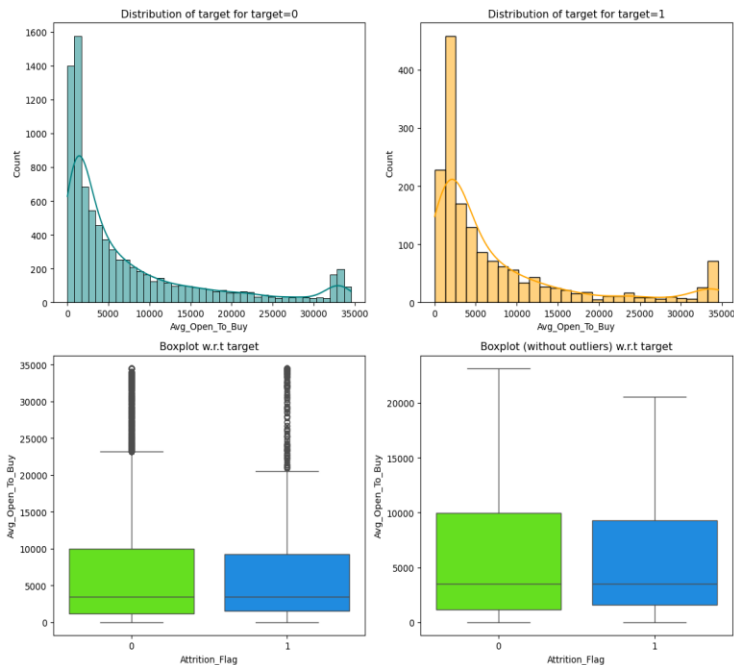 Distribution of target for target=0
Count
1600
1400
1200
1000
800
600
400
200
0
0 5000 10000 15000 20000 25000 30000 35000
Avg_Open_To_Buy
Distribution of target for target=1
Count
400
300
200
100
0
0 5000 10000 15000 20000 25000 30000 35000
Avg_Open_To_Buy
Boxplot w.r.t target
Avg_Open_To_Buy
35000
30000
25000
20000
15000
10000
5000
0
0 1
Attrition_Flag
Boxplot (without outliers) w.r.t target
Avg_Open_To_Buy
20000
15000
10000
5000
0
0 1
Attrition_Flag